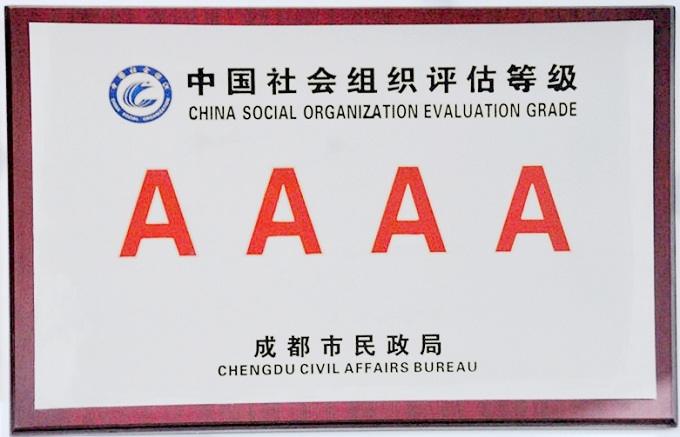 中国社会组织评估等级
CHINA SOCIAL ORGANIZATION EVALUATION GRADE
AAAA
成都市民政局
CHENGDU CIVIL AFFAIRS BUREAU